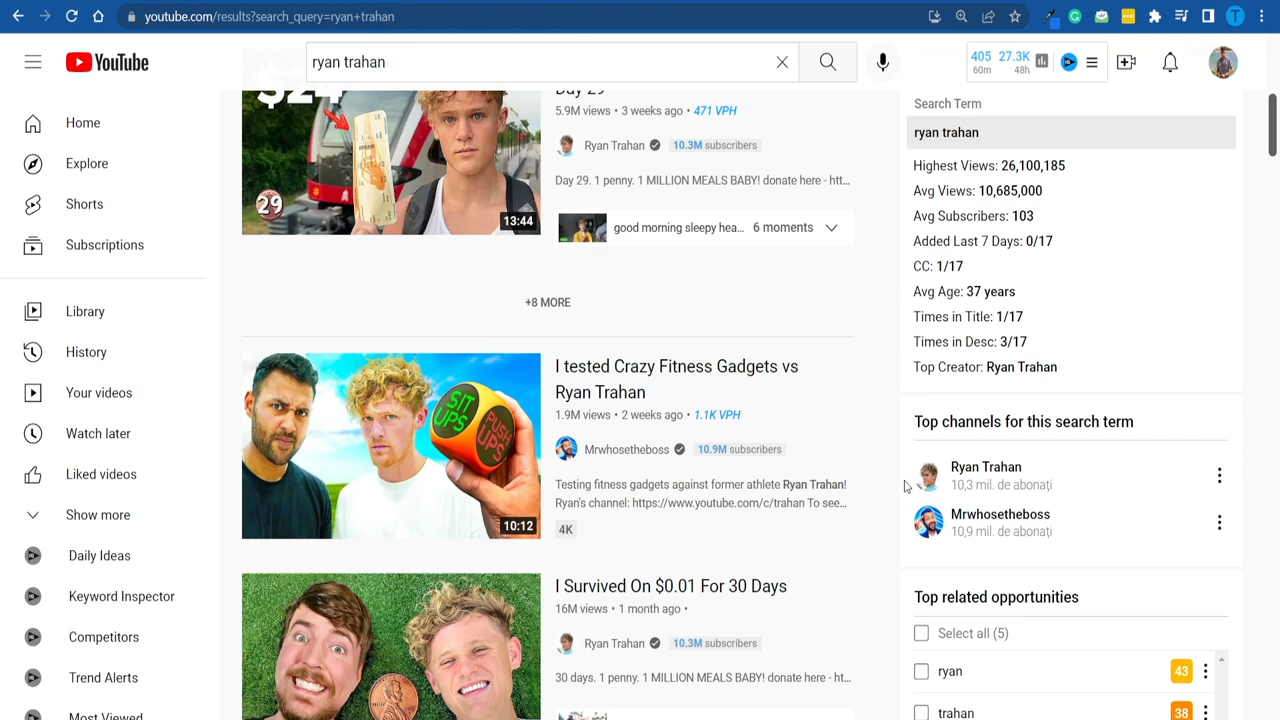 youtube.com/results?search_query=ryan+trahan
YouTube
ryan trahan
405 27.3K
60m 48h
Home
Explore
Shorts
Subscriptions
Library
History
Your videos
Watch later
Liked videos
Show more
Daily Ideas
Keyword Inspector
Competitors
Trend Alerts
Most Viewed
$24
29
13:44
Day 29
5.9M views • 3 weeks ago • 471 VPH
Ryan Trahan 10.3M subscribers
Day 29. 1 penny. 1 MILLION MEALS BABY! donate here - htt...
good morning sleepy hea... 6 moments
+8 MORE
SIT UPS
PUSH UPS
10:12
I tested Crazy Fitness Gadgets vs
Ryan Trahan
1.9M views • 2 weeks ago • 1.1K VPH
Mrwhosetheboss 10.9M subscribers
Testing fitness gadgets against former athlete Ryan Trahan!
Ryan's channel: https://www.youtube.com/c/trahan To see...
4K
I Survived On $0.01 For 30 Days
16M views • 1 month ago •
Ryan Trahan 10.3M subscribers
30 days. 1 penny. 1 MILLION MEALS BABY! donate here - htt...
Search Term
ryan trahan
Highest Views: 26,100,185
Avg Views: 10,685,000
Avg Subscribers: 103
Added Last 7 Days: 0/17
CC: 1/17
Avg Age: 37 years
Times in Title: 1/17
Times in Desc: 3/17
Top Creator: Ryan Trahan
Top channels for this search term
Ryan Trahan
10,3 mil. de abonați
Mrwhosetheboss
10,9 mil. de abonați
Top related opportunities
Select all (5)
ryan 43
trahan 38